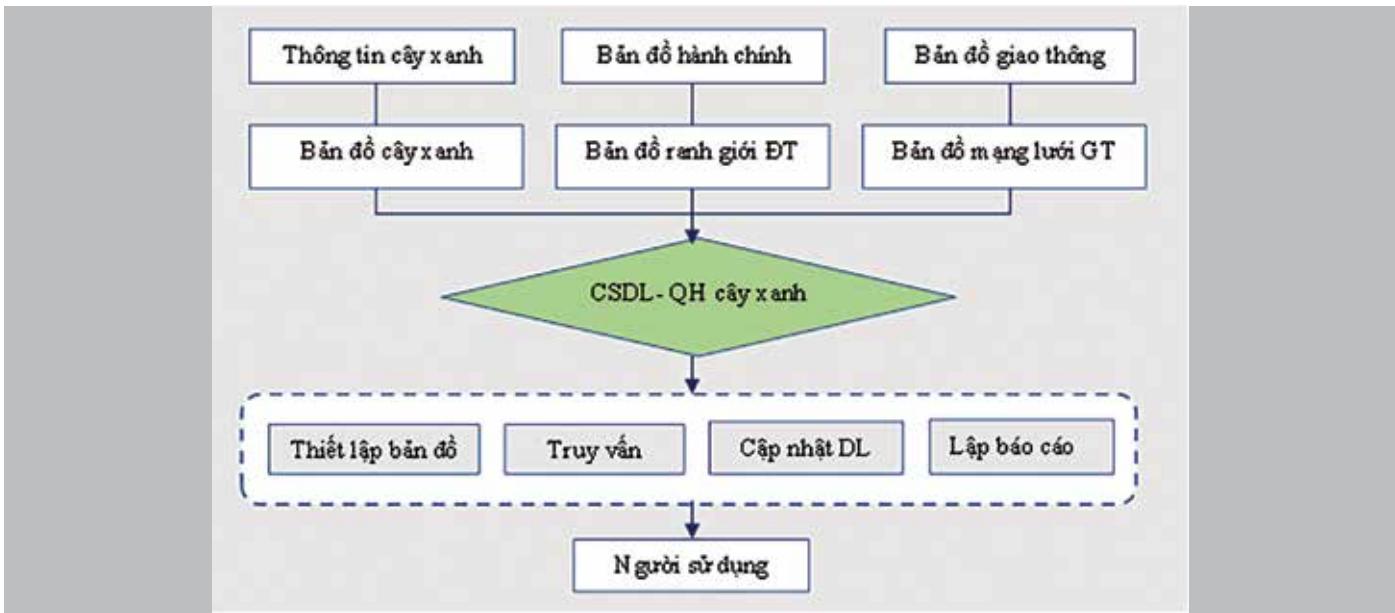 Thông tin cây xanh
Bản đồ hành chính
Bản đồ giao thông
Bản đồ cây xanh
Bản đồ ranh giới ĐT
Bản đồ mạng lưới GT
CSDL- QH cây xanh
Thiết lập bản đồ
Truy vấn
Cập nhật DL
Lập báo cáo
Người sử dụng